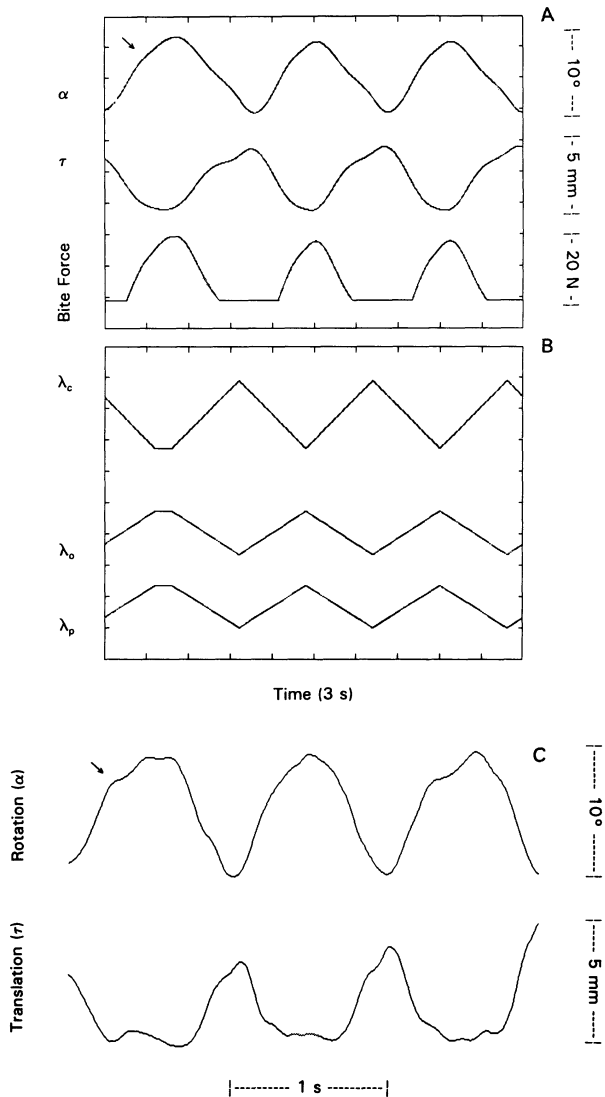 A
α
τ
Bite Force
|--- 10° ---|
|- 5 mm -|
|- 20 N -|
B
λc
λo
λp
Time (3 s)
C
Rotation (α)
|------ 10° ------|
Translation (τ)
|------ 5 mm ------|
|--------- 1 s ---------|